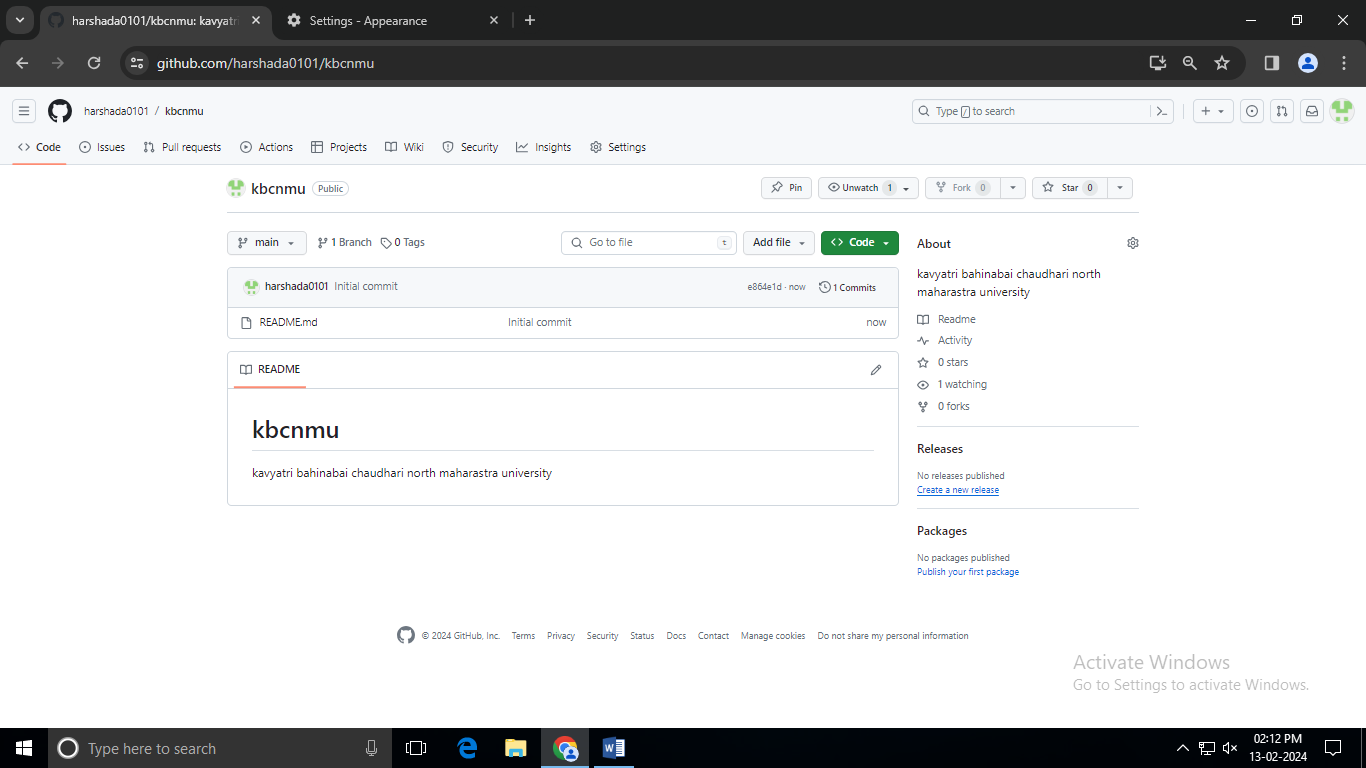 harshada0101/kbcnmu: kavyatri
Settings - Appearance
github.com/harshada0101/kbcnmu
harshada0101 / kbcnmu
Type / to search
Code Issues Pull requests Actions Projects Wiki Security Insights Settings
kbcnmu Public
Pin Unwatch 1 Fork 0 Star 0
main 1 Branch 0 Tags Go to file t Add file Code
About
kavyatri bahinabai chaudhari north
maharastra university
harshada0101 Initial commit e864e1d · now 1 Commits
README.md Initial commit now
Readme
Activity
0 stars
1 watching
0 forks
README
kbcnmu
kavyatri bahinabai chaudhari north maharastra university
Releases
No releases published
Create a new release
Packages
No packages published
Publish your first package
© 2024 GitHub, Inc. Terms Privacy Security Status Docs Contact Manage cookies Do not share my personal information
Activate Windows
Go to Settings to activate Windows.
Type here to search
02:12 PM
13-02-2024